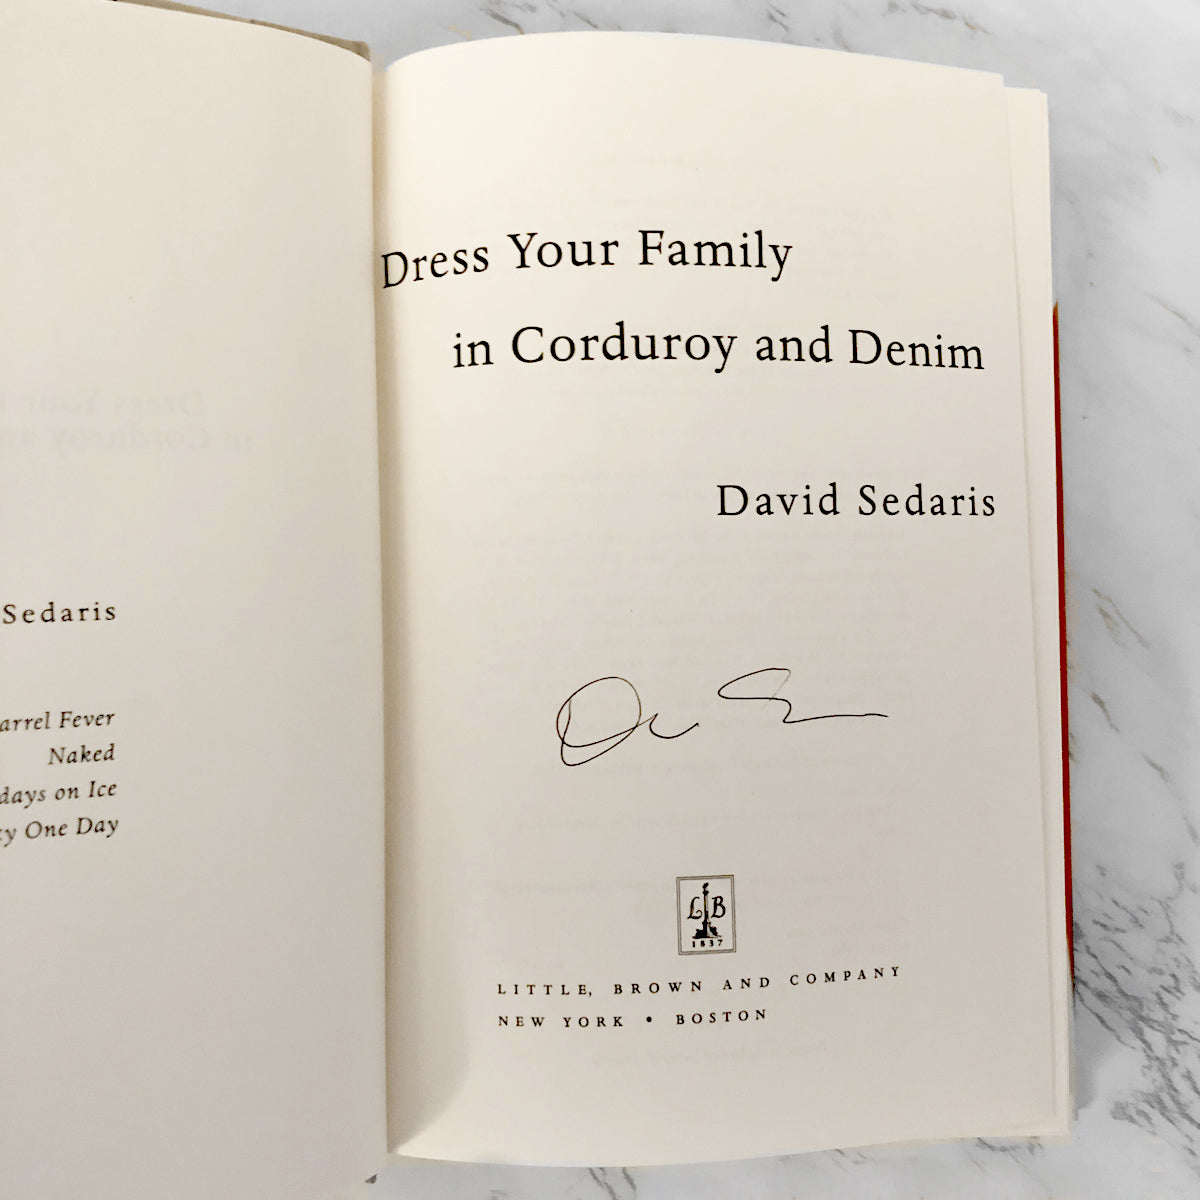 Sedaris
arrel Fever
Naked
days on Ice
ty One Day
Dress Your Family
in Corduroy and Denim
David Sedaris
L B
1837
LITTLE, BROWN AND COMPANY
NEW YORK • BOSTON